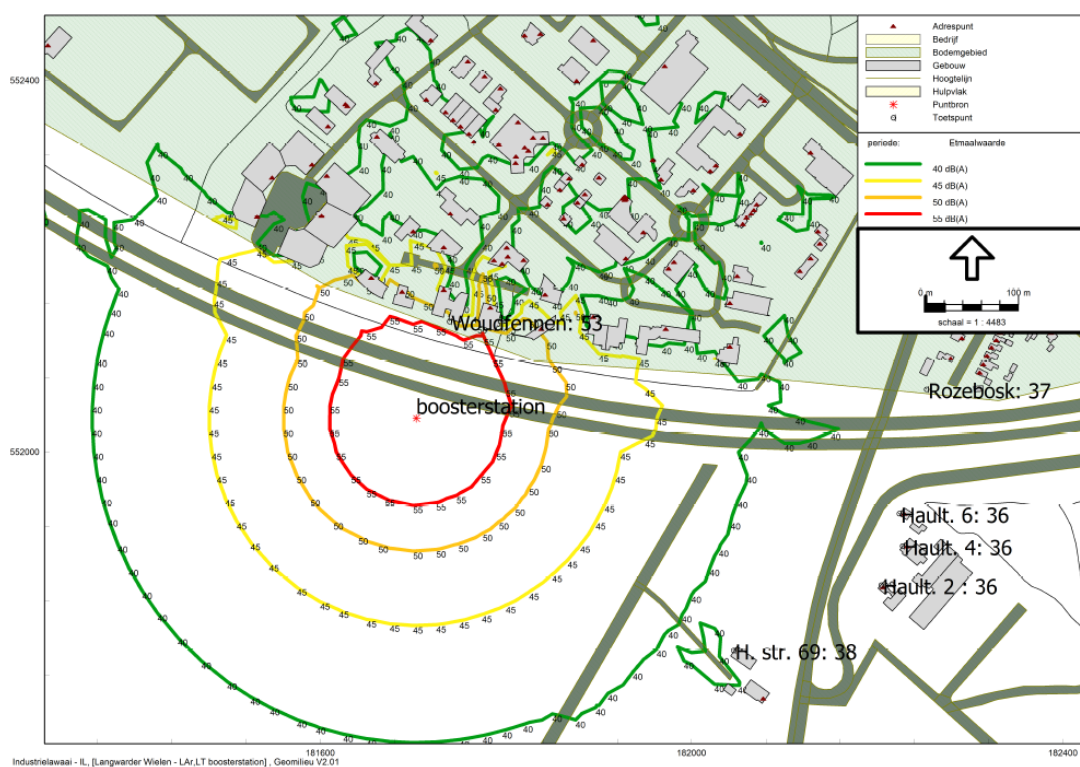 Adrespunt
Bedrijf
Bodemgebied
Gebouw
Hoogtelijn
Hulpvlak
Puntbron
Toetspunt
periode: Etmaalwaarde
40 dB(A)
45 dB(A)
50 dB(A)
55 dB(A)
0 m 100 m
schaal = 1 : 4483
552400
552000
Woudfennen: 53
boosterstation
Rozebosk: 37
Hault. 6: 36
Hault. 4: 36
Hault. 2 : 36
H. str. 69: 38
181600 182000 182400
Industrielawaai - IL, [Langwarder Wielen - LAr,LT boosterstation] , Geomilieu V2.01